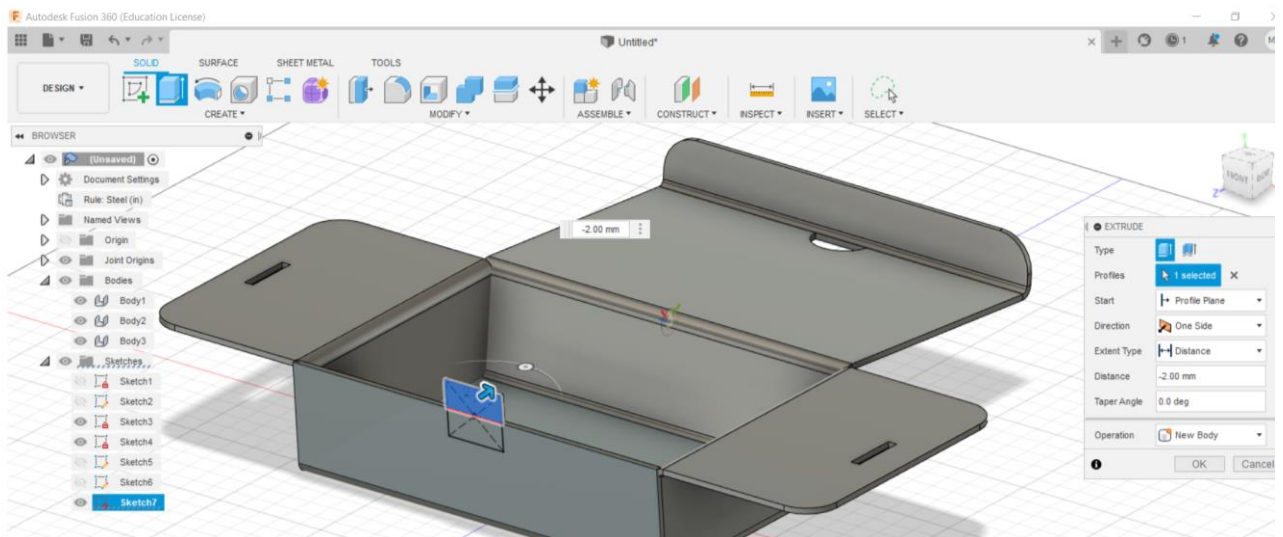 Autodesk Fusion 360 (Education License)
Untitled*
1
SOLID SURFACE SHEET METAL TOOLS
DESIGN
CREATE MODIFY ASSEMBLE CONSTRUCT INSPECT INSERT SELECT
BROWSER
(Unsaved)
Document Settings
Rule: Steel (in)
Named Views
Origin
Joint Origins
Bodies
Body1
Body2
Body3
Sketches
Sketch1
Sketch2
Sketch3
Sketch4
Sketch5
Sketch6
Sketch7
-2.00 mm
FRONT
Z
EXTRUDE
Type
Profiles 1 selected
Start Profile Plane
Direction One Side
Extent Type Distance
Distance -2.00 mm
Taper Angle 0.0 deg
Operation New Body
OK Cancel